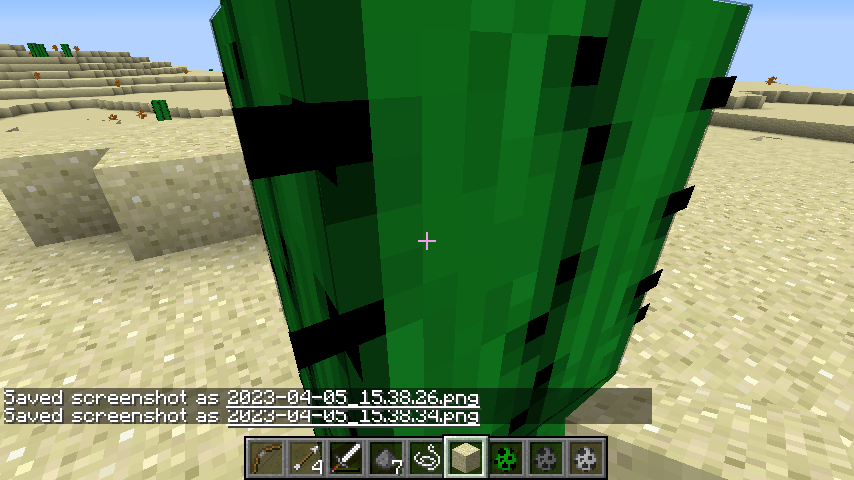 Saved screenshot as 2023-04-05_15.38.26.png
Saved screenshot as 2023-04-05_15.38.34.png
4
7